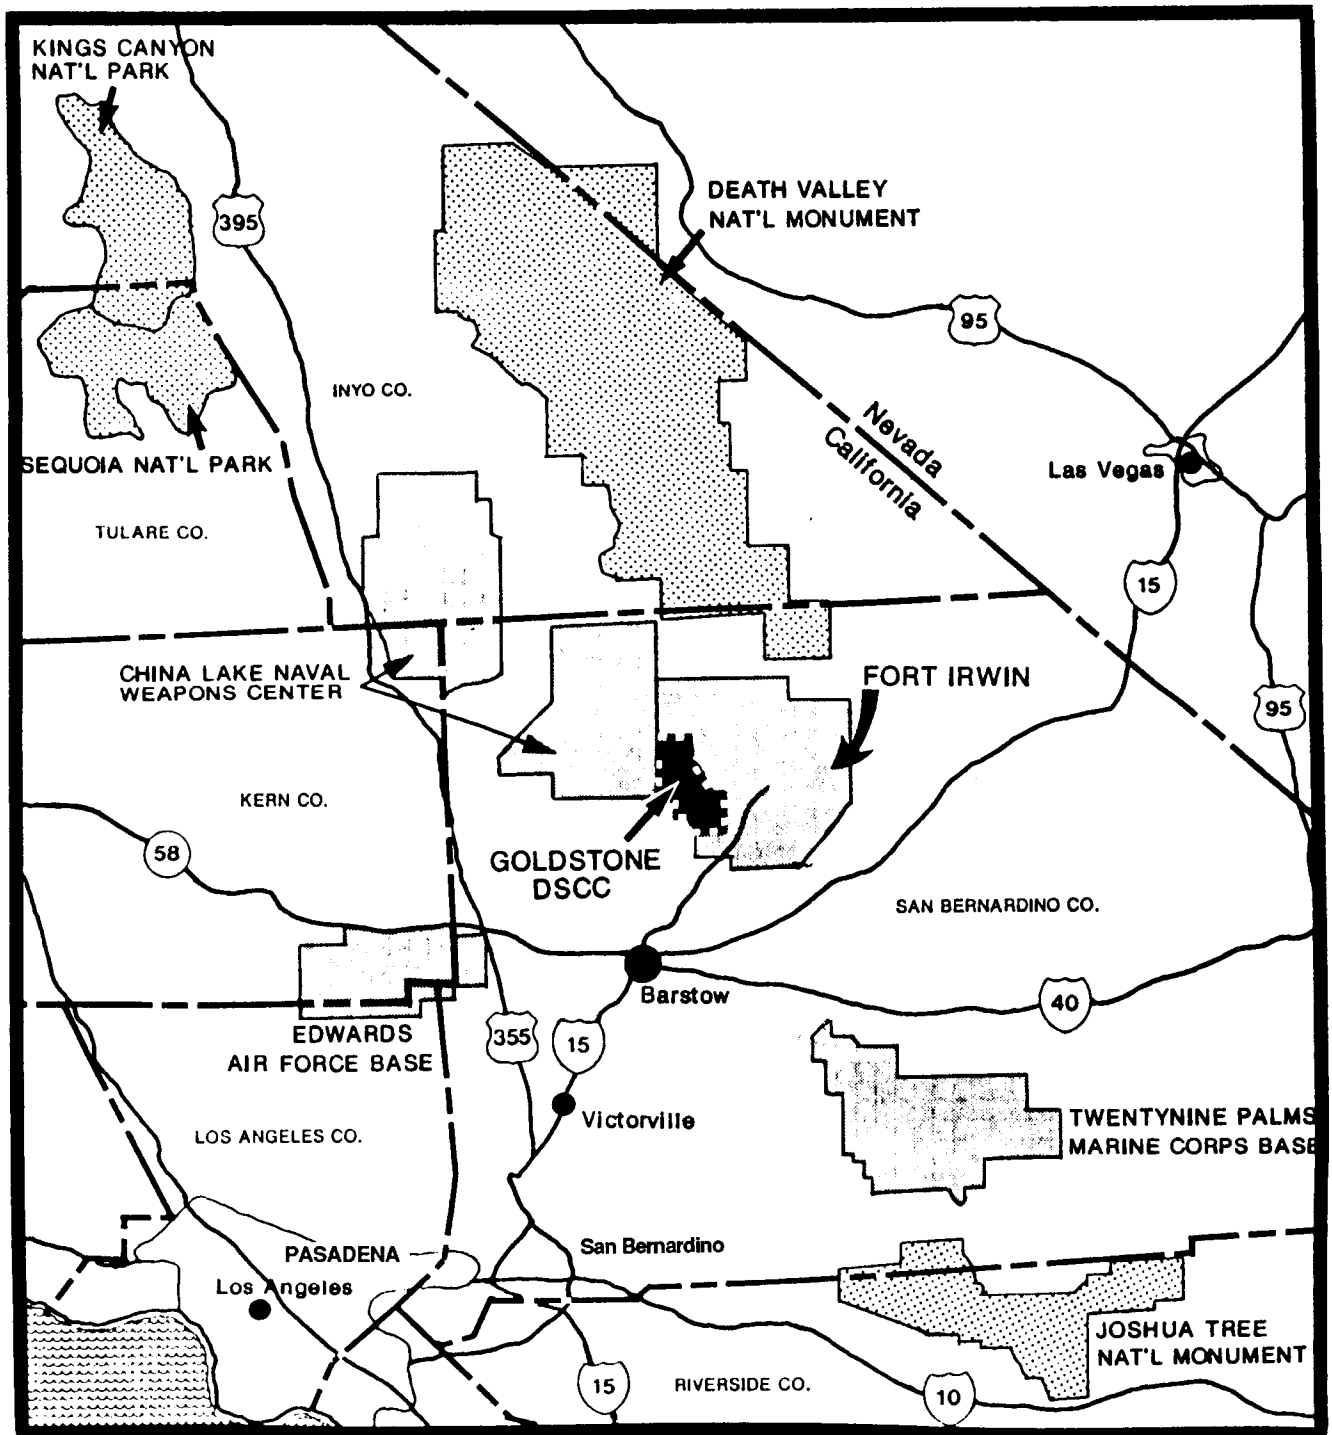 KINGS CANYON
NAT'L PARK
395
DEATH VALLEY
NAT'L MONUMENT
95
INYO CO.
Nevada
California
Las Vegas
SEQUOIA NAT'L PARK
TULARE CO.
15
CHINA LAKE NAVAL
WEAPONS CENTER
FORT IRWIN
95
KERN CO.
58
GOLDSTONE
DSCC
SAN BERNARDINO CO.
Barstow
40
EDWARDS
AIR FORCE BASE
355
15
Victorville
TWENTYNINE PALMS
MARINE CORPS BASE
LOS ANGELES CO.
PASADENA
San Bernardino
Los Angeles
JOSHUA TREE
NAT'L MONUMENT
15
RIVERSIDE CO.
10